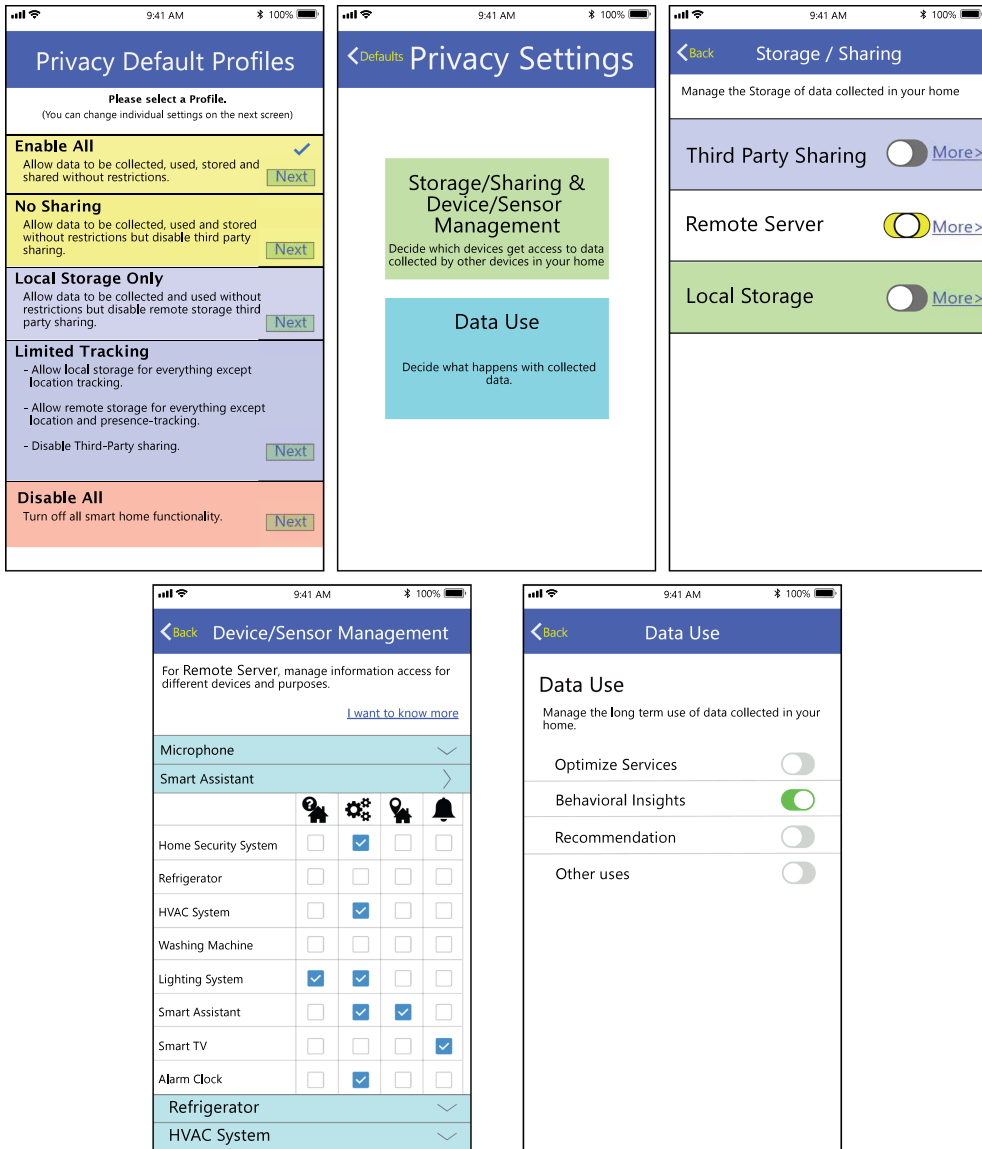 9:41 AM
100%
Privacy Default Profiles
Please select a Profile.
(You can change individual settings on the next screen)
Enable All
Allow data to be collected, used, stored and
shared without restrictions.
Next
No Sharing
Allow data to be collected, used and stored
without restrictions but disable third party
sharing.
Next
Local Storage Only
Allow data to be collected and used without
restrictions but disable remote storage third
party sharing.
Next
Limited Tracking
- Allow local storage for everything except
location tracking.
- Allow remote storage for everything except
location and presence-tracking.
- Disable Third-Party sharing.
Next
Disable All
Turn off all smart home functionality.
Next
9:41 AM
100%
Defaults Privacy Settings
Storage/Sharing &
Device/Sensor
Management
Decide which devices get access to data
collected by other devices in your home
Data Use
Decide what happens with collected
data.
9:41 AM
100%
Back Storage / Sharing
Manage the Storage of data collected in your home
Third Party Sharing More>
Remote Server More>
Local Storage More>
9:41 AM
100%
Back Device/Sensor Management
For Remote Server, manage information access for
different devices and purposes.
I want to know more
Microphone
Smart Assistant
Home Security System
Refrigerator
HVAC System
Washing Machine
Lighting System
Smart Assistant
Smart TV
Alarm Clock
Refrigerator
HVAC System
9:41 AM
100%
Back Data Use
Data Use
Manage the long term use of data collected in your
home.
Optimize Services
Behavioral Insights
Recommendation
Other uses